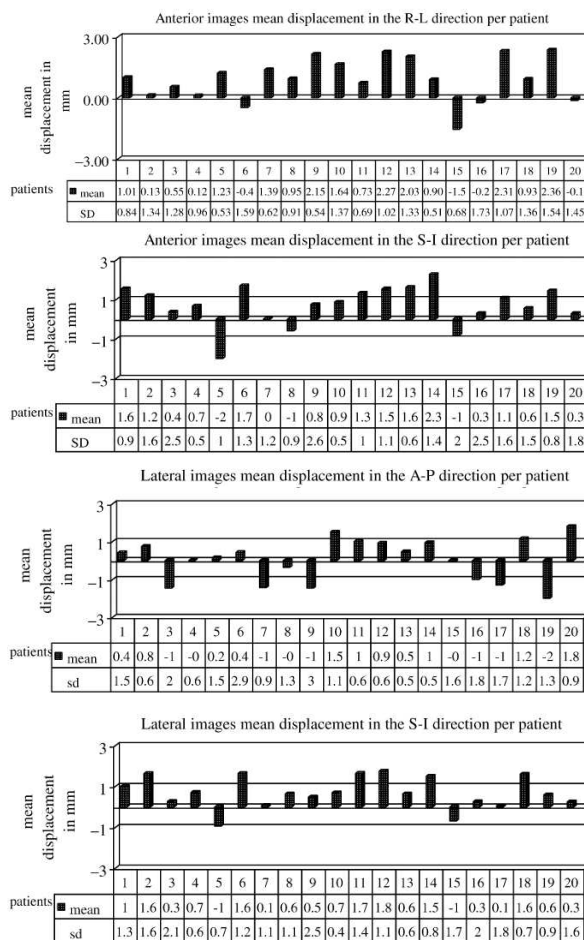 Anterior images mean displacement in the R-L direction per patient
3.00
0.00
−3.00
mean
displacement in
mm
1 2 3 4 5 6 7 8 9 10 11 12 13 14 15 16 17 18 19 20
patients
mean 1.01 0.13 0.55 0.12 1.23 -0.4 1.39 0.95 2.15 1.64 0.73 2.27 2.03 0.90 -1.5 -0.2 2.31 0.93 2.36 -0.1
SD 0.84 1.34 1.28 0.96 0.53 1.59 0.62 0.91 0.54 1.37 0.69 1.02 1.33 0.51 0.68 1.73 1.07 1.36 1.54 1.45
Anterior images mean displacement in the S-I direction per patient
3
1
−1
−3
mean
displacement
in mm
1 2 3 4 5 6 7 8 9 10 11 12 13 14 15 16 17 18 19 20
patients
mean 1.6 1.2 0.4 0.7 -2 1.7 0 -1 0.8 0.9 1.3 1.5 1.6 2.3 -1 0.3 1.1 0.6 1.5 0.3
SD 0.9 1.6 2.5 0.5 1 1.3 1.2 0.9 2.6 0.5 1 1.1 0.6 1.4 2 2.5 1.6 1.5 0.8 1.8
Lateral images mean displacement in the A-P direction per patient
3
1
−1
−3
mean
displacement
in mm
1 2 3 4 5 6 7 8 9 10 11 12 13 14 15 16 17 18 19 20
patients
mean 0.4 0.8 -1 -0 0.2 0.4 -1 -0 -1 1.5 1 0.9 0.5 1 -0 -1 -1 1.2 -2 1.8
sd 1.5 0.6 2 0.6 1.5 2.9 0.9 1.3 3 1.1 0.6 0.6 0.5 0.5 1.6 1.8 1.7 1.2 1.3 0.9
Lateral images mean displacement in the S-I direction per patient
3
1
−1
−3
mean
displacement
in mm
1 2 3 4 5 6 7 8 9 10 11 12 13 14 15 16 17 18 19 20
patients
mean 1 1.6 0.3 0.7 -1 1.6 0.1 0.6 0.5 0.7 1.7 1.8 0.6 1.5 -1 0.3 0.1 1.6 0.6 0.3
sd 1.3 1.6 2.1 0.6 0.7 1.2 1.1 1.1 2.5 0.4 1.4 1.1 0.6 0.8 1.7 2 1.8 0.7 0.9 1.6